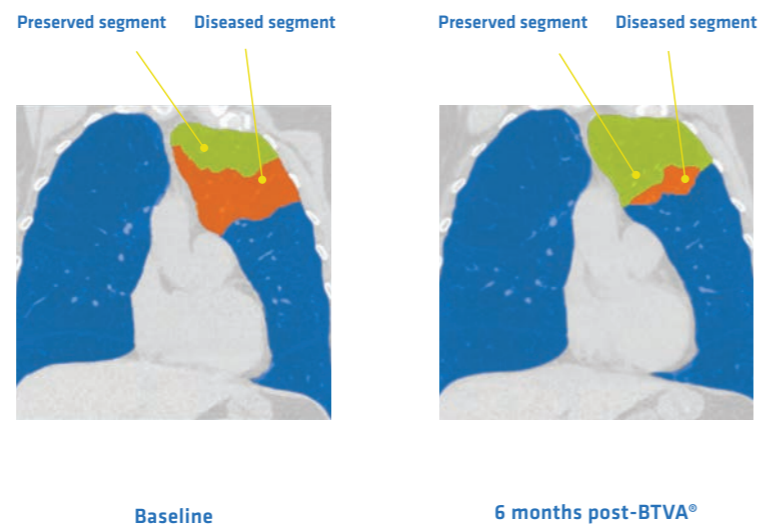 Preserved segment Diseased segment
Preserved segment Diseased segment
Baseline
6 months post-BTVA®